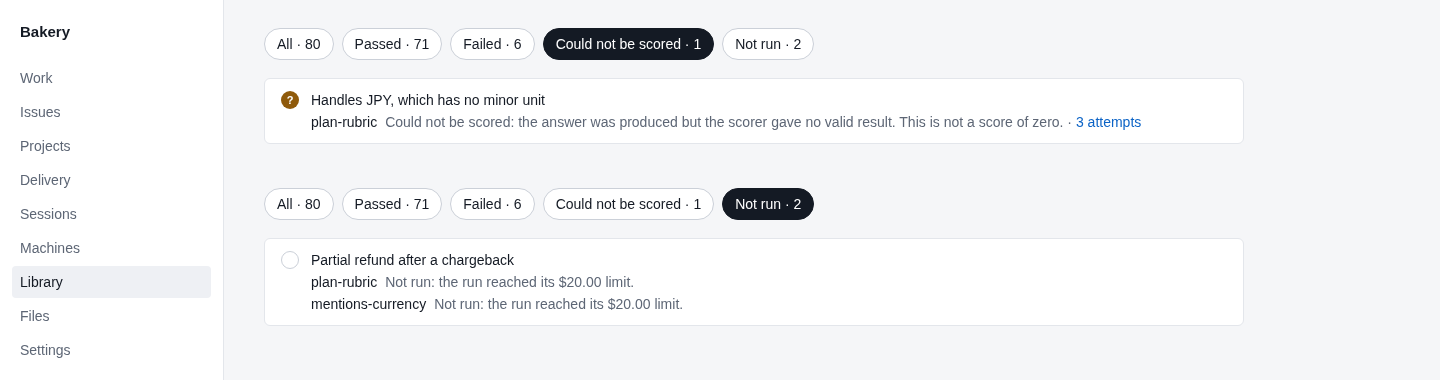 Bakery
Work
Issues
Projects
Delivery
Sessions
Machines
Library
Files
Settings
All · 80
Passed · 71
Failed · 6
Could not be scored · 1
Not run · 2
?
Handles JPY, which has no minor unit
plan-rubric Could not be scored: the answer was produced but the scorer gave no valid result. This is not a score of zero. · 3 attempts
All · 80
Passed · 71
Failed · 6
Could not be scored · 1
Not run · 2
Partial refund after a chargeback
plan-rubric Not run: the run reached its $20.00 limit.
mentions-currency Not run: the run reached its $20.00 limit.